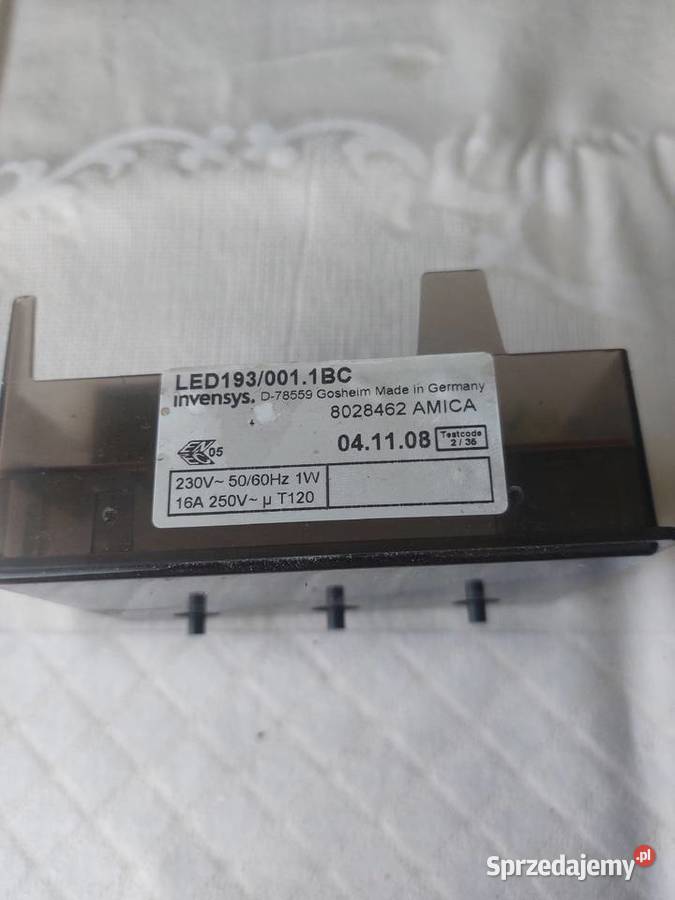 LED193/001.1BC
invensys. D-78559 Gosheim Made in Germany
8028462 AMICA
04.11.08 Testcode 2 / 36
05
230V~ 50/60Hz 1W
16A 250V~ µ T120
Sprzedajemy.pl